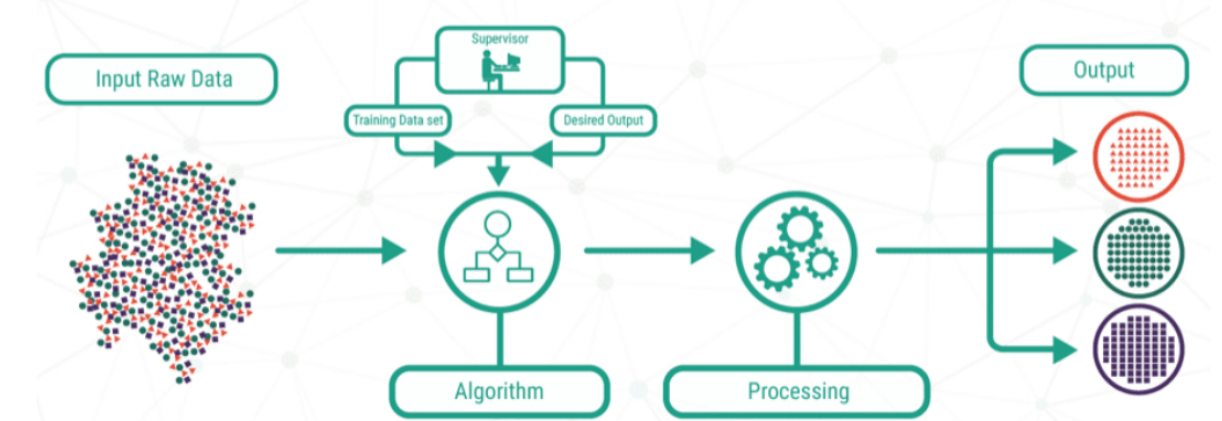 Input Raw Data
Supervisor
Training Data set
Desired Output
Algorithm
Processing
Output